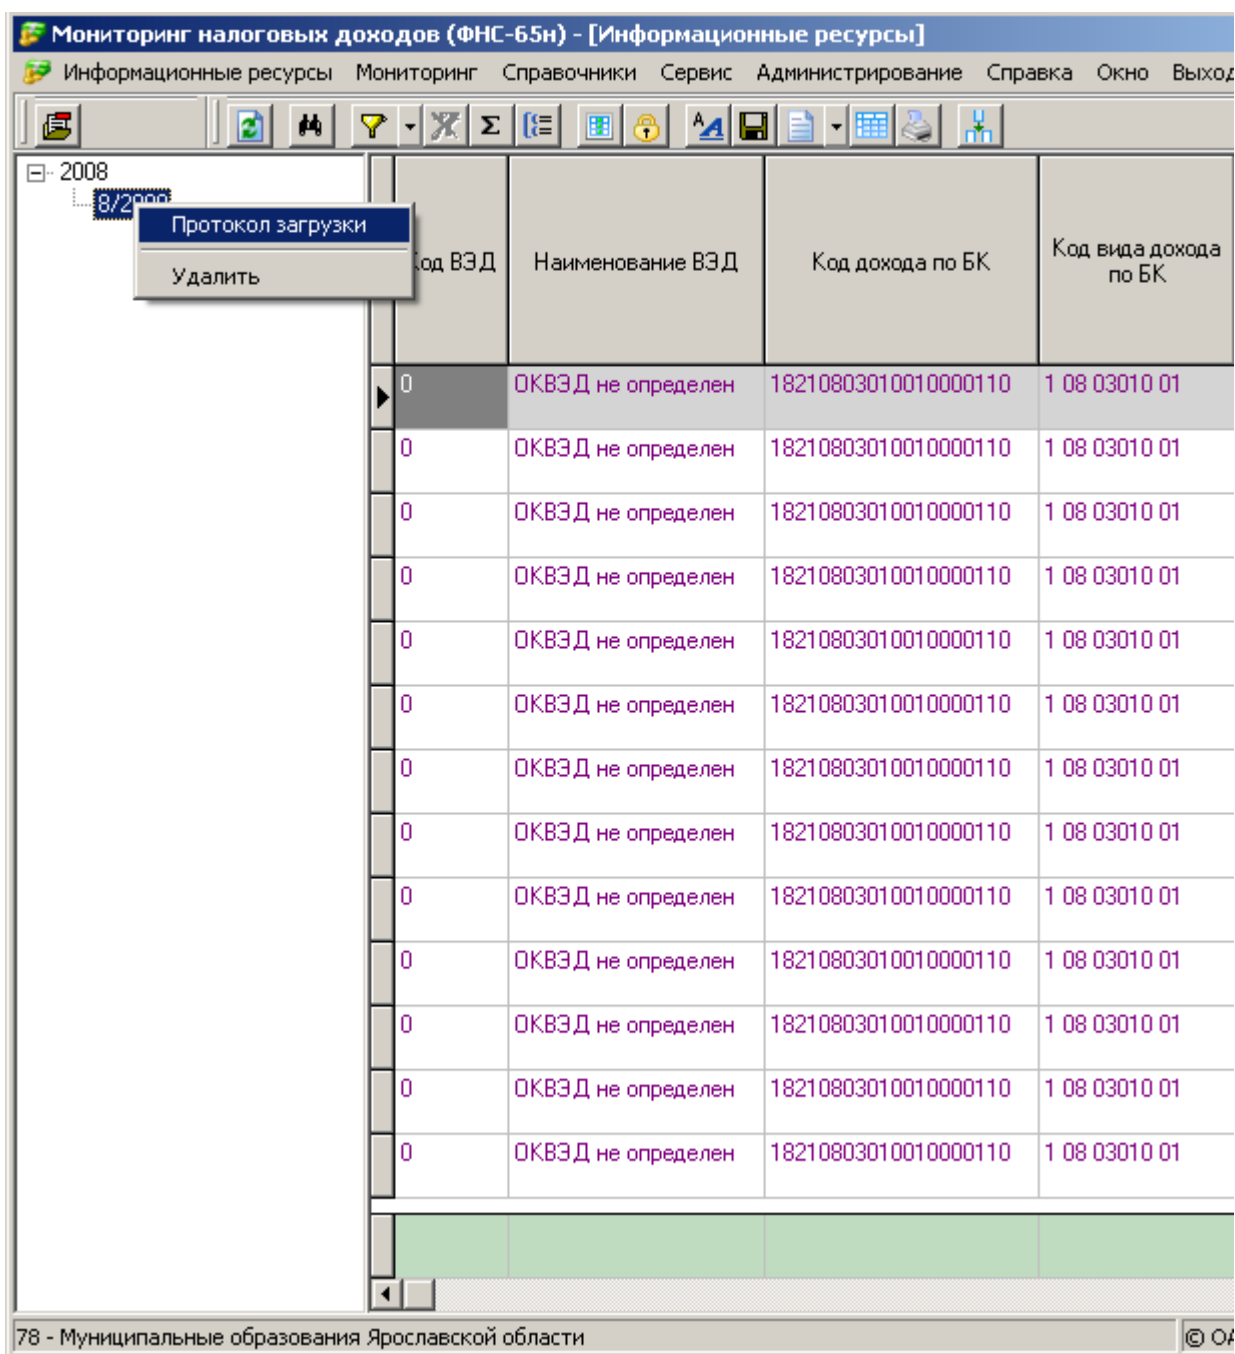 Мониторинг налоговых доходов (ФНС-65н) - [Информационные ресурсы]
Информационные ресурсы Мониторинг Справочники Сервис Администрирование Справка Окно Выход
2008
Протокол загрузки
Удалить
Код ВЭД Наименование ВЭД Код дохода по БК Код вида дохода по БК
0 ОКВЭД не определен 18210803010010000110 1 08 03010 01
0 ОКВЭД не определен 18210803010010000110 1 08 03010 01
0 ОКВЭД не определен 18210803010010000110 1 08 03010 01
0 ОКВЭД не определен 18210803010010000110 1 08 03010 01
0 ОКВЭД не определен 18210803010010000110 1 08 03010 01
0 ОКВЭД не определен 18210803010010000110 1 08 03010 01
0 ОКВЭД не определен 18210803010010000110 1 08 03010 01
0 ОКВЭД не определен 18210803010010000110 1 08 03010 01
0 ОКВЭД не определен 18210803010010000110 1 08 03010 01
0 ОКВЭД не определен 18210803010010000110 1 08 03010 01
0 ОКВЭД не определен 18210803010010000110 1 08 03010 01
0 ОКВЭД не определен 18210803010010000110 1 08 03010 01
0 ОКВЭД не определен 18210803010010000110 1 08 03010 01
78 - Муниципальные образования Ярославской области ©